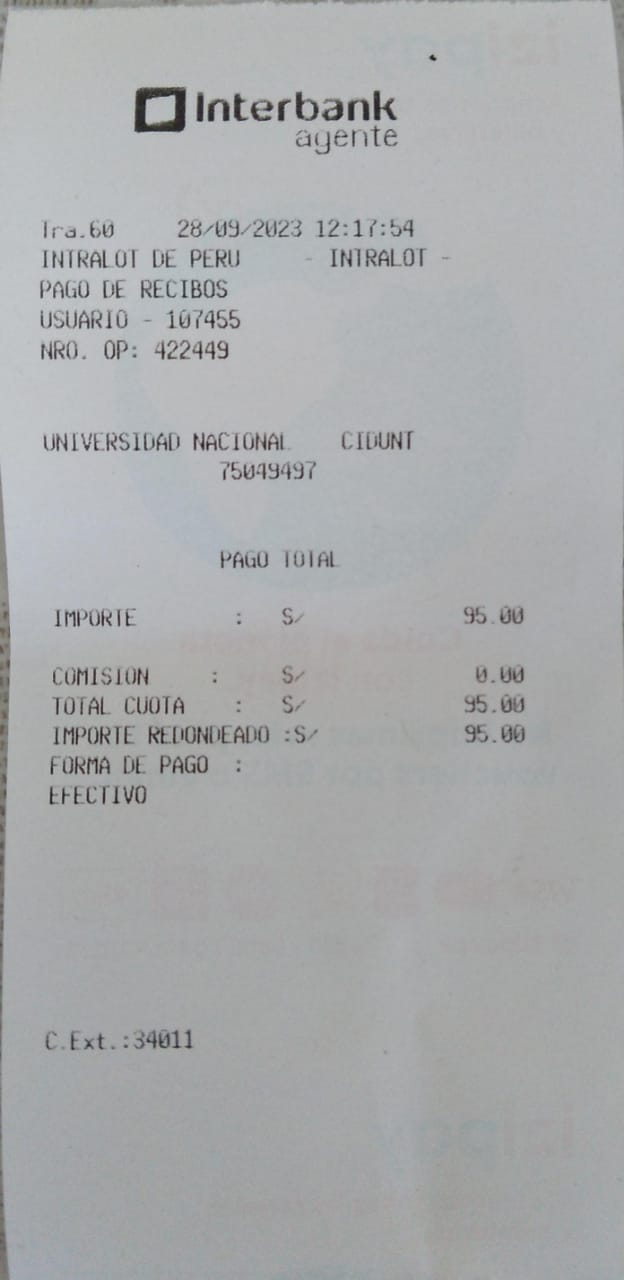 Interbank
agente
Tra.60 28/09/2023 12:17:54
INTRALOT DE PERU - INTRALOT -
PAGO DE RECIBOS
USUARIO - 107455
NRO. OP: 422449
UNIVERSIDAD NACIONAL CIDUNT
75049497
PAGO TOTAL
IMPORTE : S/ 95.00
COMISION : S/ 0.00
TOTAL CUOTA : S/ 95.00
IMPORTE REDONDEADO :S/ 95.00
FORMA DE PAGO :
EFECTIVO
C.Ext.:34011